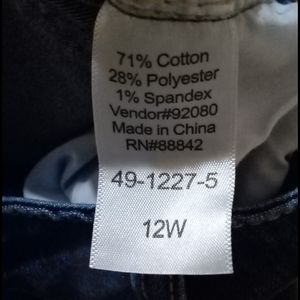 71% Cotton
28% Polyester
1% Spandex
Vendor#92080
Made in China
RN#88842
49-1227-5
12W